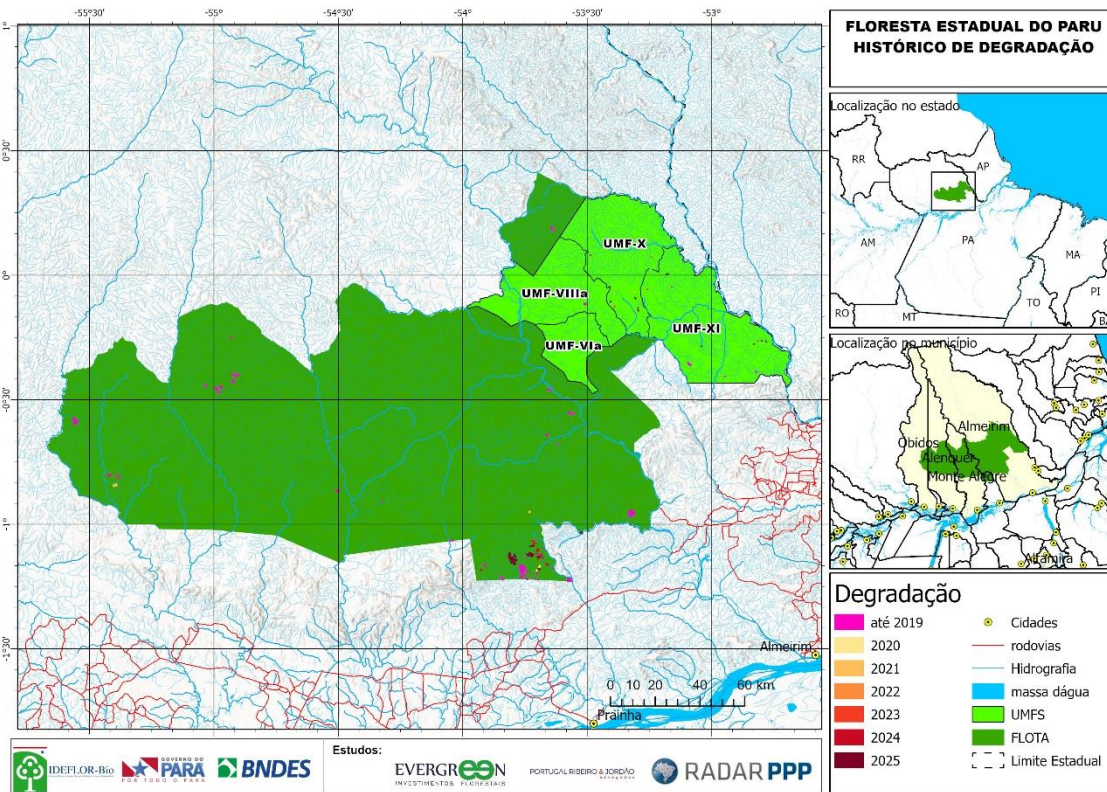 -55°30'
-55°
-54°30'
-54°
-53°30'
-53°
1°
0°30'
0°
-0°30'
-1°
-1°30'
UMF-X
UMF-VIIIa
UMF-XI
UMF-VIa
Almeirim
0 10 20 40 60 km
Prainha
FLORESTA ESTADUAL DO PARU
HISTÓRICO DE DEGRADAÇÃO
Localização no estado
RR
AP
AM
PA
MA
PI
RO
MT
TO
Localização no município
Almeirim
Óbidos
Alenquer
Monte Alegre
Altamira
Degradação
até 2019
2020
2021
2022
2023
2024
2025
Cidades
rodovias
Hidrografia
massa dágua
UMFS
FLOTA
Limite Estadual
IDEFLOR-Bio
GOVERNO DO
PARÁ
POR TODO O PARÁ
BNDES
Estudos:
EVERGREEN
INVESTIMENTOS FLORESTAIS
PORTUGAL RIBEIRO & JORDÃO
advogados
RADAR PPP